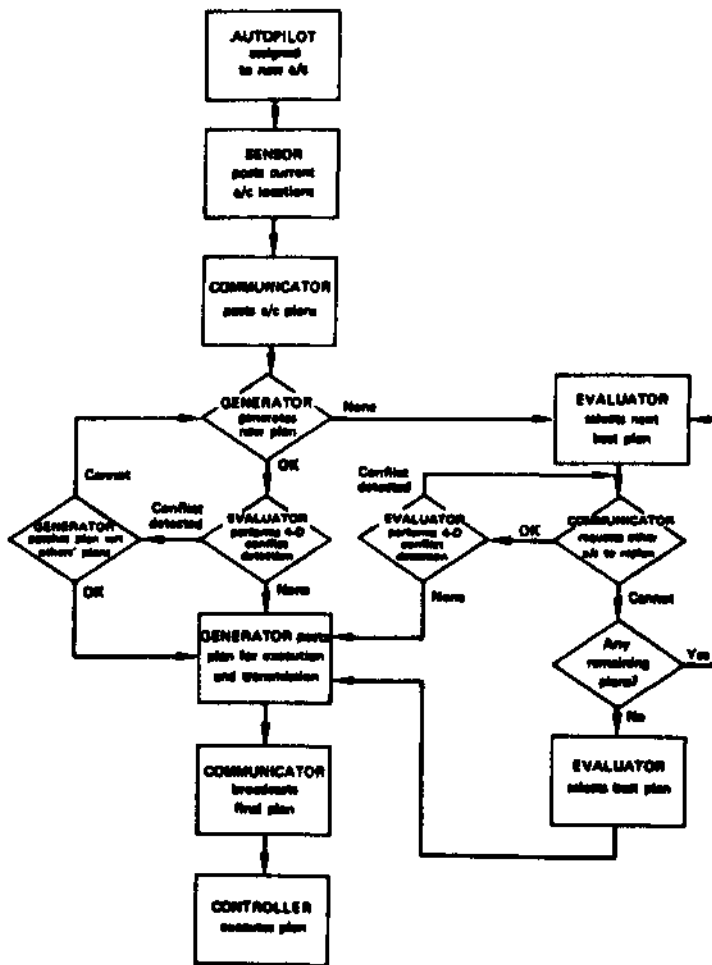 AUTOPILOT
assigned
to new a/c
SENSOR
posts current
a/c locations
COMMUNICATOR
posts a/c plans
GENERATOR
generates
new plan
None
EVALUATOR
selects next
best plan
Cannot
OK
Conflict
detected
GENERATOR
patches plan wrt
others' plans
Conflict
detected
EVALUATOR
performs 4-D
conflict
detection
EVALUATOR
performs 4-D
conflict
detection
OK
COMMUNICATOR
requests other
a/c to replan
OK
None
None
Cannot
GENERATOR posts
plan for execution
and transmission
Any
remaining
plans?
Yes
No
COMMUNICATOR
broadcasts
final plan
EVALUATOR
selects best plan
CONTROLLER
executes plan